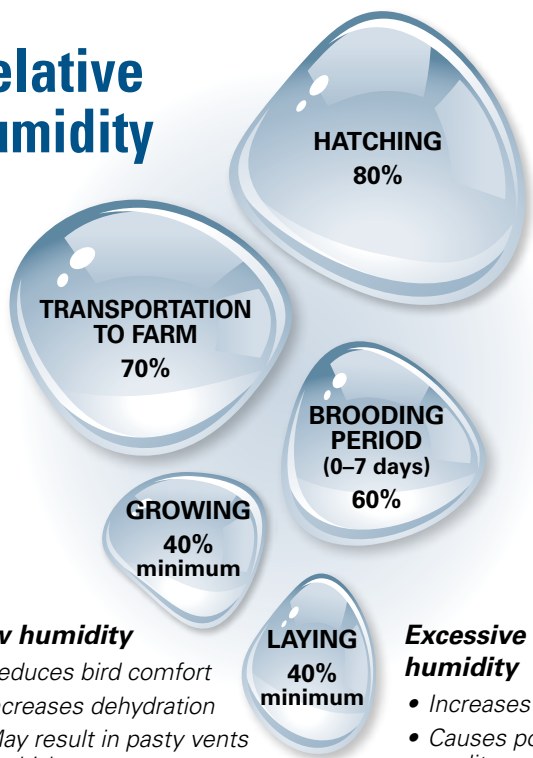 elative
umidity
HATCHING
80%
TRANSPORTATION
TO FARM
70%
BROODING
PERIOD
(0–7 days)
60%
GROWING
40%
minimum
LAYING
40%
minimum
w humidity
educes bird comfort
creases dehydration
May result in pasty vents
Excessive
humidity
• Increases
• Causes po